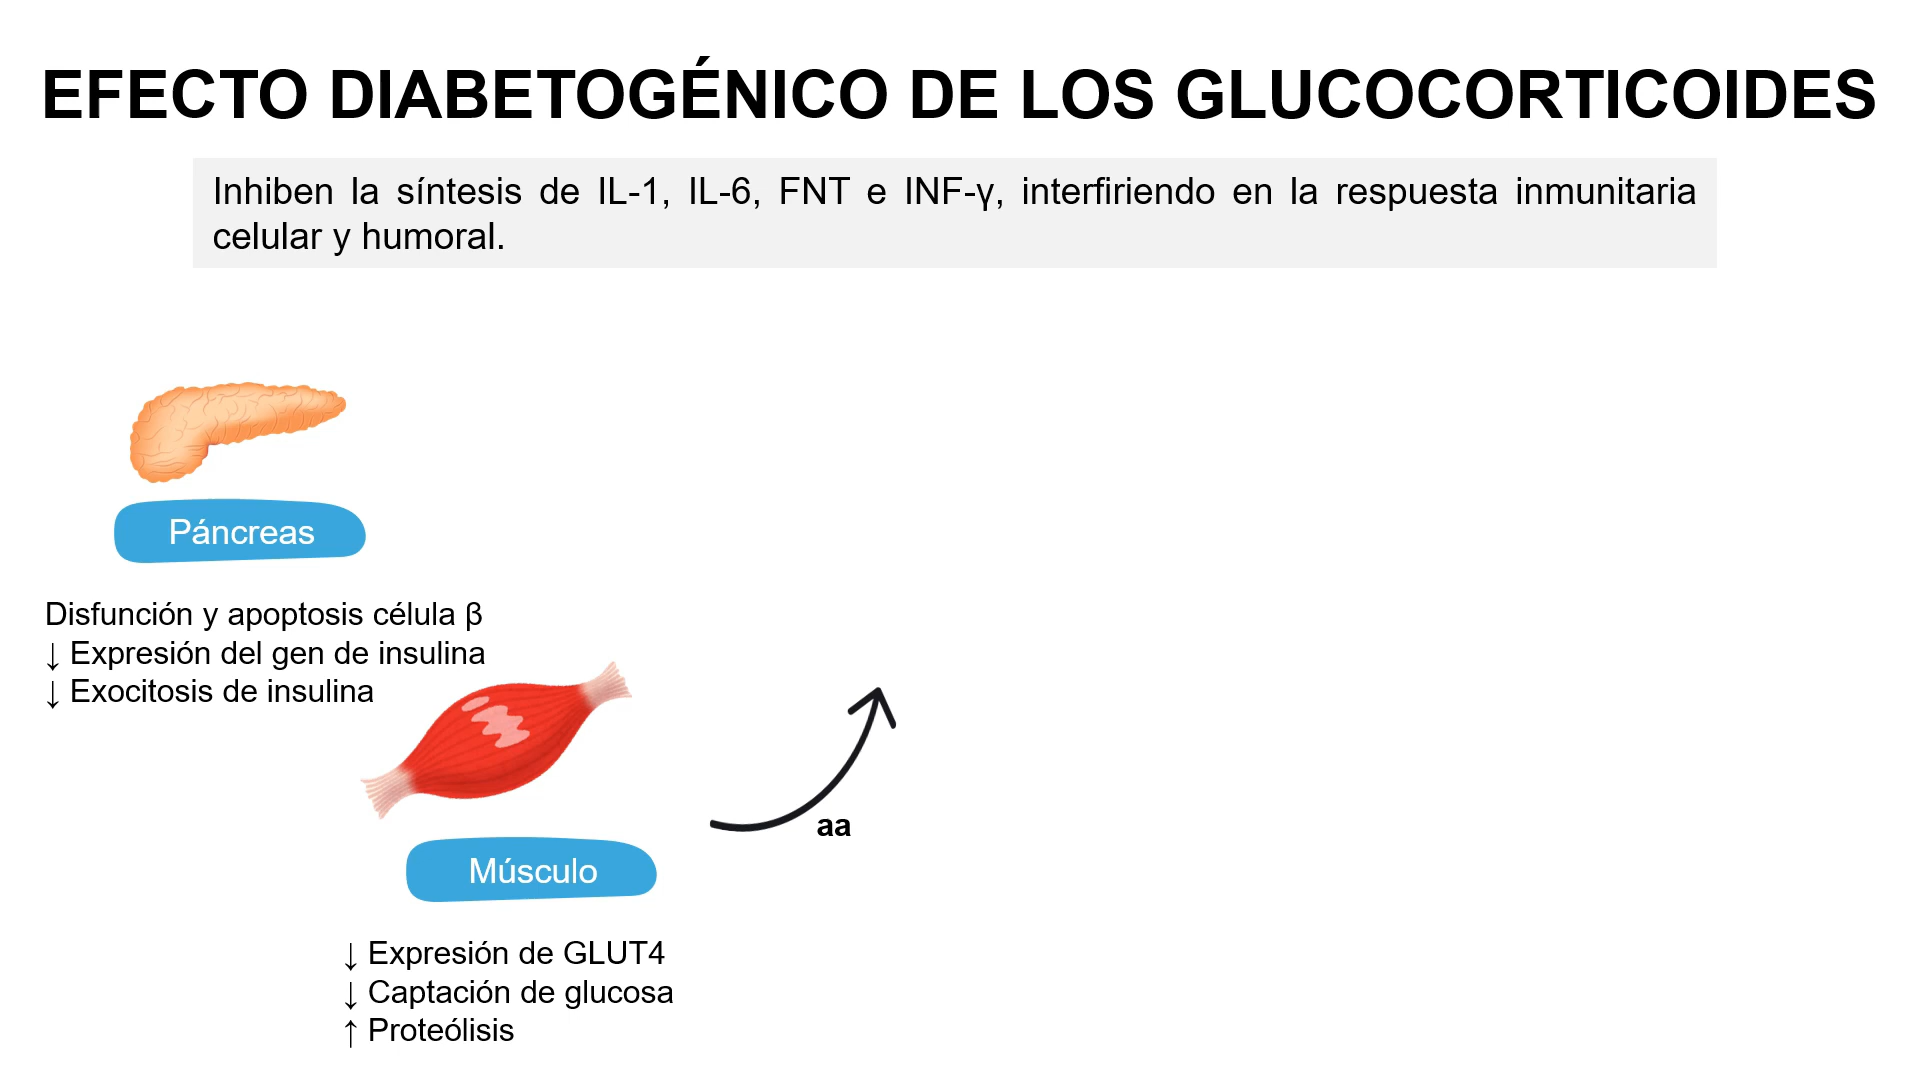 EFECTO DIABETOGÉNICO DE LOS GLUCOCORTICOIDES
Inhiben la síntesis de IL-1, IL-6, FNT e INF-γ, interfiriendo en la respuesta inmunitaria
celular y humoral.
Páncreas
Disfunción y apoptosis célula β
↓ Expresión del gen de insulina
↓ Exocitosis de insulina
aa
Músculo
↓ Expresión de GLUT4
↓ Captación de glucosa
↑ Proteólisis